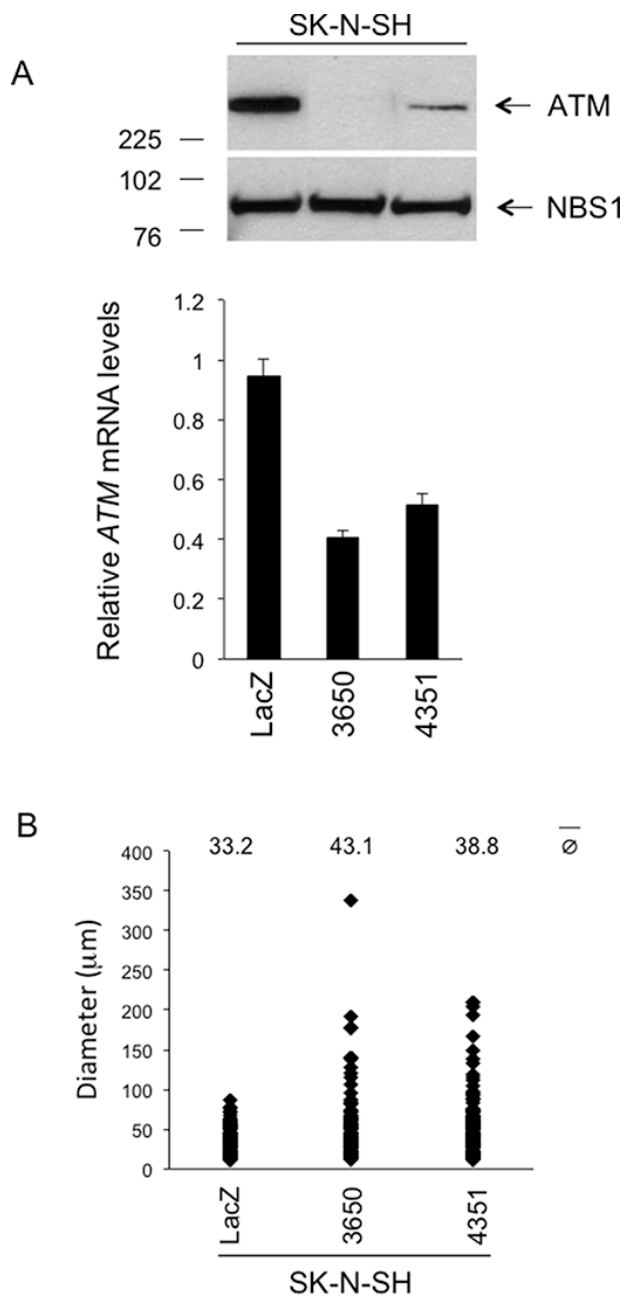 SK-N-SH
A
ATM
225
102
NBS1
76
1.2
1
0.8
0.6
0.4
0.2
0
Relative ATM mRNA levels
LacZ
3650
4351
B
33.2 43.1 38.8 ⌀̅
400
350
300
250
200
150
100
50
0
Diameter (μm)
LacZ
3650
4351
SK-N-SH